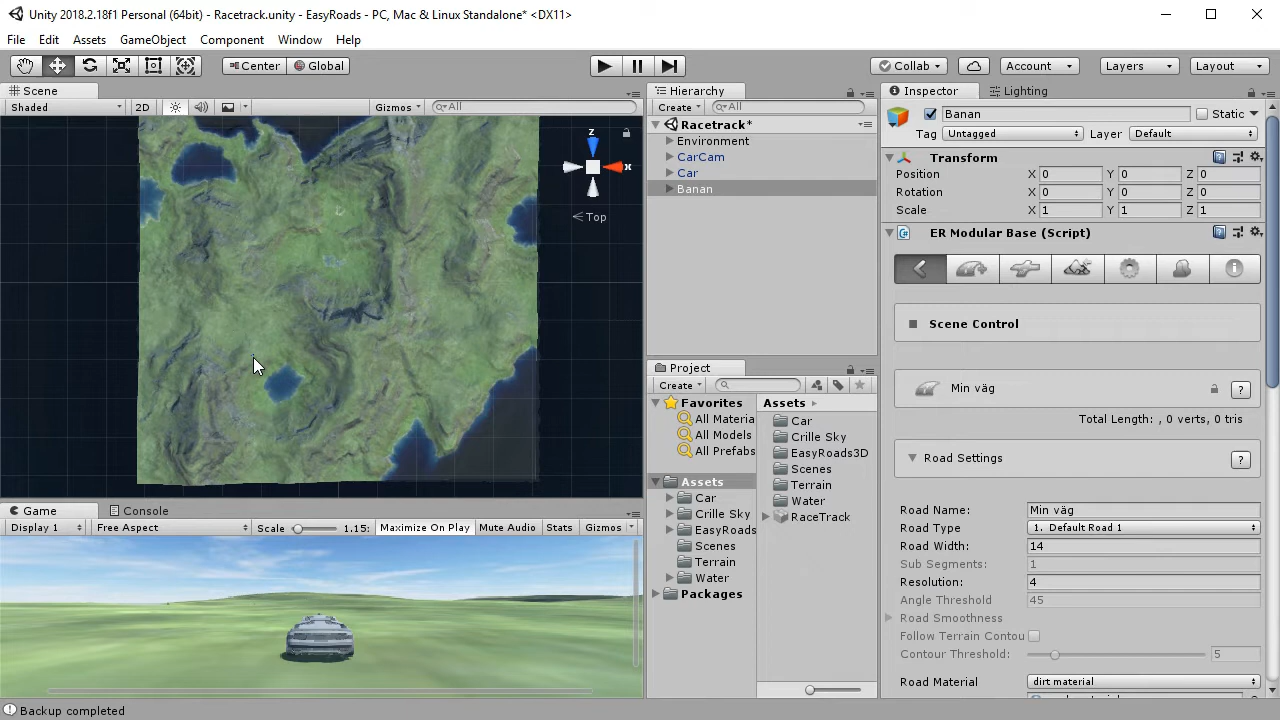 Unity 2018.2.18f1 Personal (64bit) - Racetrack.unity - EasyRoads - PC, Mac & Linux Standalone* <DX11>
File Edit Assets GameObject Component Window Help
Center Global Collab Account Layers Layout
Scene
Shaded 2D Gizmos All
z
x
Top
Hierarchy
Create All
Racetrack*
Environment
CarCam
Car
Banan
Project
Create
Favorites
All Materia
All Models
All Prefabs
Assets
Car
Crille Sky
EasyRoads
Scenes
Terrain
Water
Packages
Assets
Car
Crille Sky
EasyRoads3D
Scenes
Terrain
Water
RaceTrack
Game Console
Display 1 Free Aspect Scale 1.15: Maximize On Play Mute Audio Stats Gizmos
Inspector Lighting
Banan Static
Tag Untagged Layer Default
Transform
Position X 0 Y 0 Z 0
Rotation X 0 Y 0 Z 0
Scale X 1 Y 1 Z 1
ER Modular Base (Script)
Scene Control
Min väg ?
Total Length: , 0 verts, 0 tris
Road Settings ?
Road Name: Min väg
Road Type 1. Default Road 1
Road Width: 14
Sub Segments: 1
Resolution: 4
Angle Threshold 45
Road Smoothness
Follow Terrain Contou
Contour Threshold: 5
Road Material dirt material
Backup completed